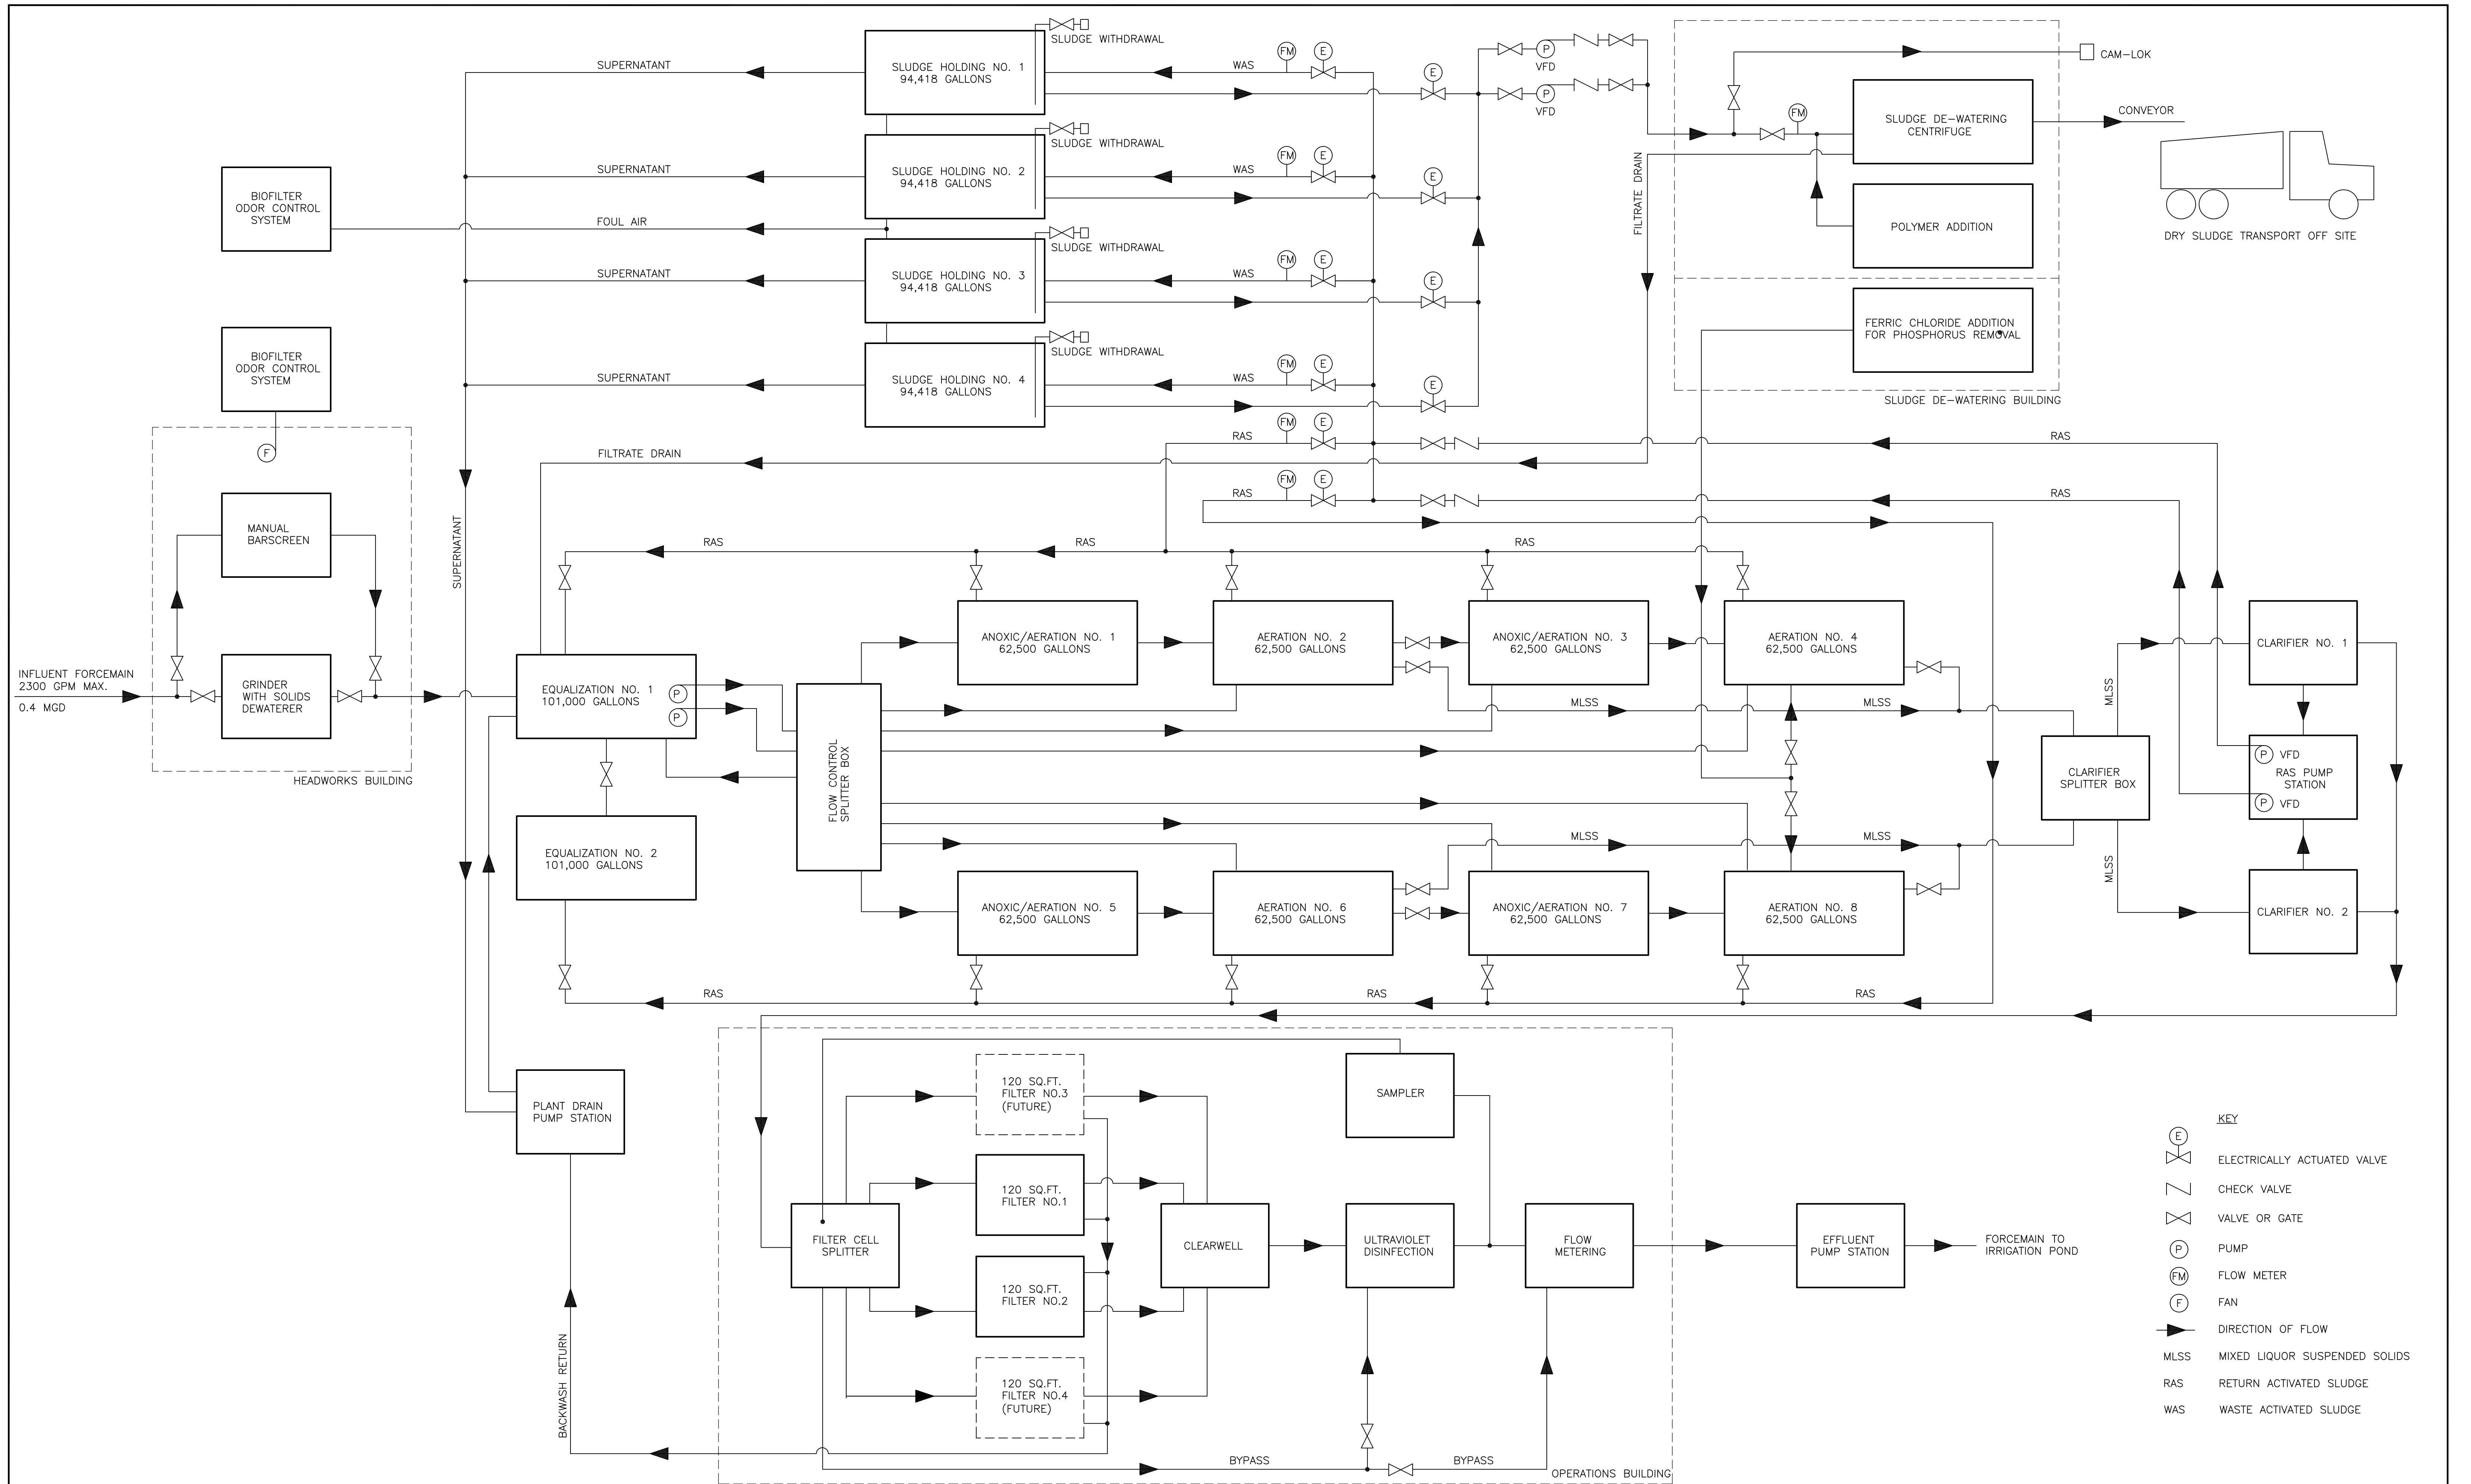 SLUDGE WITHDRAWAL
SUPERNATANT
SLUDGE HOLDING NO. 1
94,418 GALLONS
WAS
FM
E
E
P
VFD
P
VFD
CAM-LOK
FM
SLUDGE DE-WATERING
CENTRIFUGE
CONVEYOR
SLUDGE WITHDRAWAL
SUPERNATANT
SLUDGE HOLDING NO. 2
94,418 GALLONS
WAS
FM
E
E
FILTRATE DRAIN
POLYMER ADDITION
DRY SLUDGE TRANSPORT OFF SITE
BIOFILTER
ODOR CONTROL
SYSTEM
FOUL AIR
SLUDGE WITHDRAWAL
SUPERNATANT
SLUDGE HOLDING NO. 3
94,418 GALLONS
WAS
FM
E
E
FERRIC CHLORIDE ADDITION
FOR PHOSPHORUS REMOVAL
SLUDGE DE-WATERING BUILDING
BIOFILTER
ODOR CONTROL
SYSTEM
SLUDGE WITHDRAWAL
SUPERNATANT
SLUDGE HOLDING NO. 4
94,418 GALLONS
WAS
FM
E
E
F
RAS
FM
E
RAS
FILTRATE DRAIN
RAS
FM
E
RAS
MANUAL
BARSCREEN
SUPERNATANT
RAS
RAS
RAS
INFLUENT FORCEMAIN
2300 GPM MAX.
0.4 MGD
GRINDER
WITH SOLIDS
DEWATERER
HEADWORKS BUILDING
EQUALIZATION NO. 1
101,000 GALLONS
P
P
EQUALIZATION NO. 2
101,000 GALLONS
FLOW CONTROL
SPLITTER BOX
ANOXIC/AERATION NO. 1
62,500 GALLONS
AERATION NO. 2
62,500 GALLONS
ANOXIC/AERATION NO. 3
62,500 GALLONS
AERATION NO. 4
62,500 GALLONS
MLSS
MLSS
MLSS
CLARIFIER NO. 1
CLARIFIER
SPLITTER BOX
P VFD
RAS PUMP
STATION
P VFD
MLSS
MLSS
MLSS
CLARIFIER NO. 2
ANOXIC/AERATION NO. 5
62,500 GALLONS
AERATION NO. 6
62,500 GALLONS
ANOXIC/AERATION NO. 7
62,500 GALLONS
AERATION NO. 8
62,500 GALLONS
RAS
RAS
RAS
PLANT DRAIN
PUMP STATION
BACKWASH RETURN
120 SQ.FT.
FILTER NO.3
(FUTURE)
120 SQ.FT.
FILTER NO.1
120 SQ.FT.
FILTER NO.2
120 SQ.FT.
FILTER NO.4
(FUTURE)
FILTER CELL
SPLITTER
CLEARWELL
SAMPLER
ULTRAVIOLET
DISINFECTION
FLOW
METERING
EFFLUENT
PUMP STATION
FORCEMAIN TO
IRRIGATION POND
BYPASS
BYPASS
OPERATIONS BUILDING
KEY
E
ELECTRICALLY ACTUATED VALVE
CHECK VALVE
VALVE OR GATE
P PUMP
FM FLOW METER
F FAN
DIRECTION OF FLOW
MLSS MIXED LIQUOR SUSPENDED SOLIDS
RAS RETURN ACTIVATED SLUDGE
WAS WASTE ACTIVATED SLUDGE